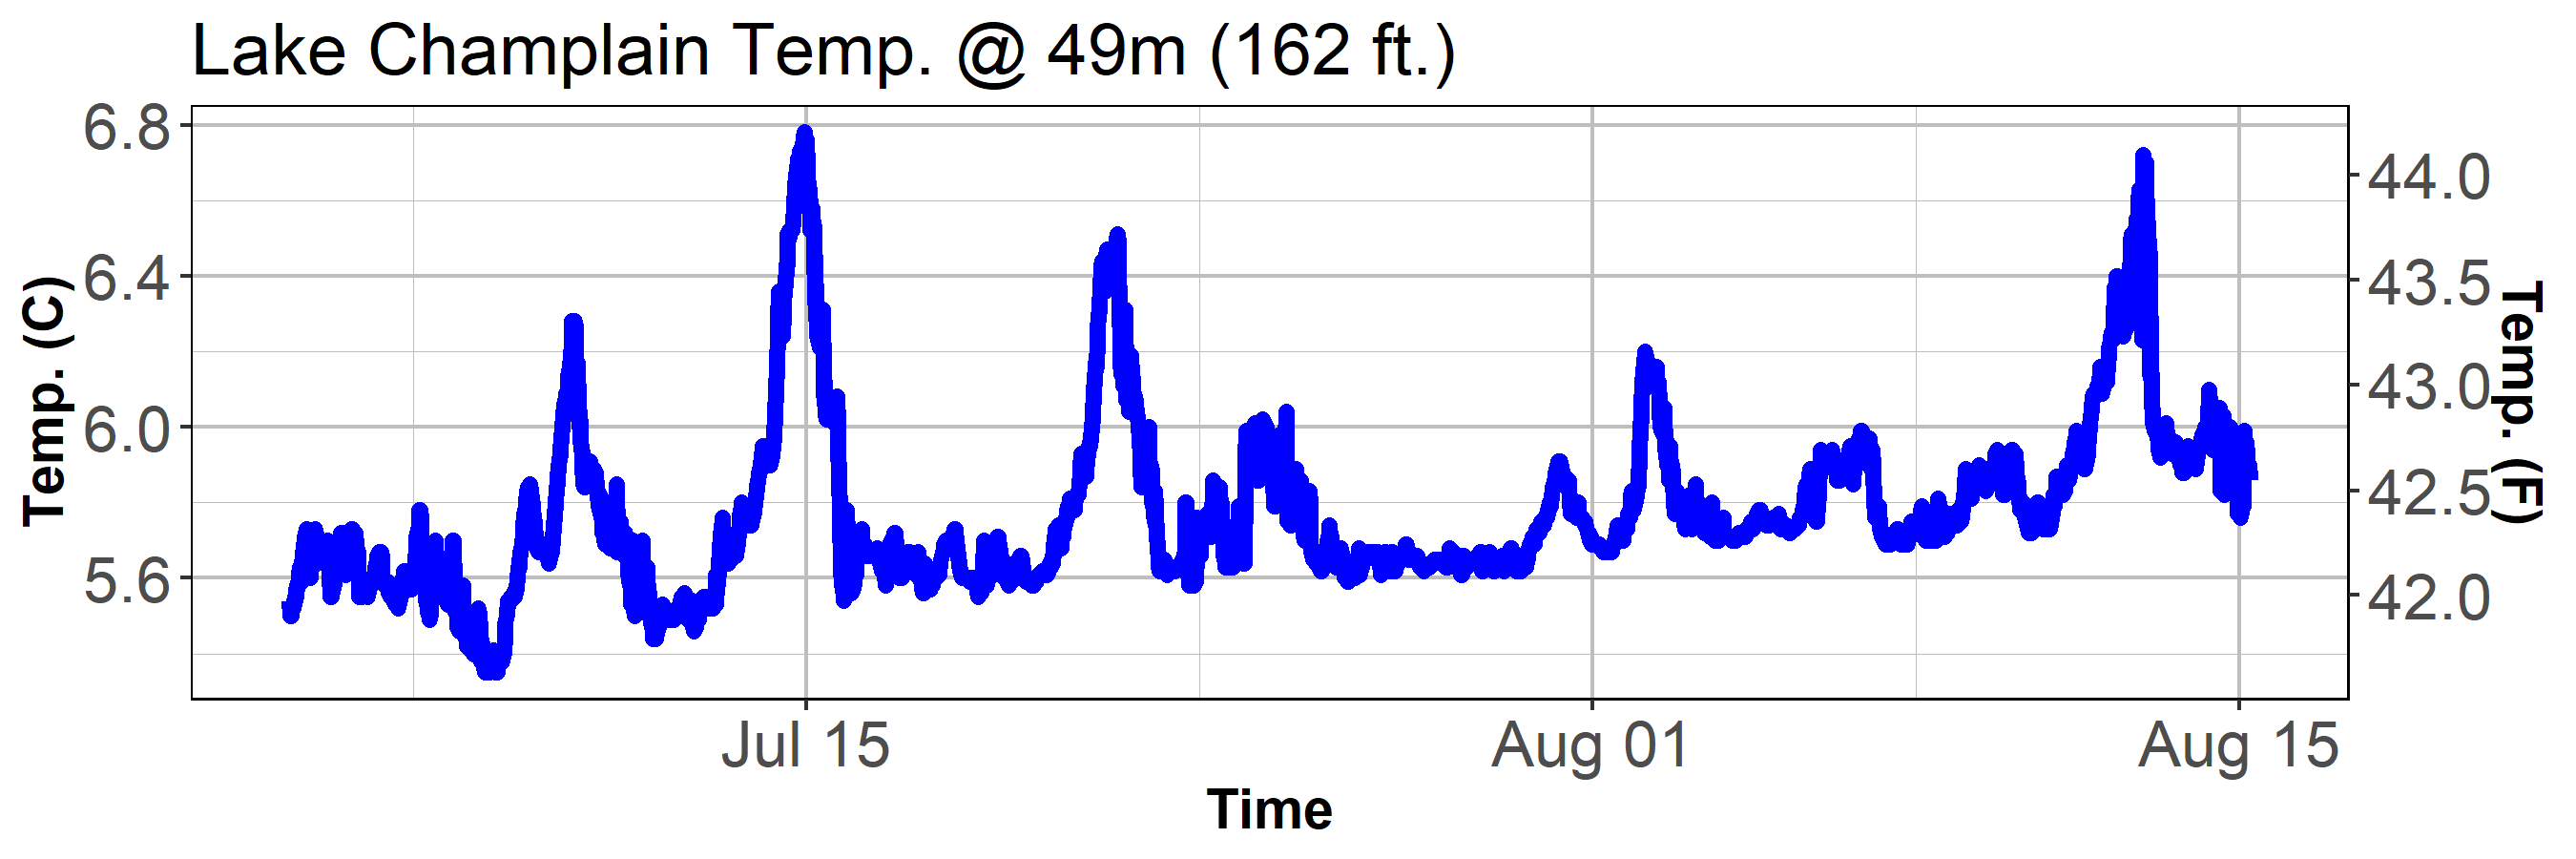 Lake Champlain Temp. @ 49m (162 ft.)
Temp. (C)
6.8
6.4
6.0
5.6
44.0
43.5
43.0
42.5
42.0
Temp. (F)
Jul 15
Aug 01
Aug 15
Time